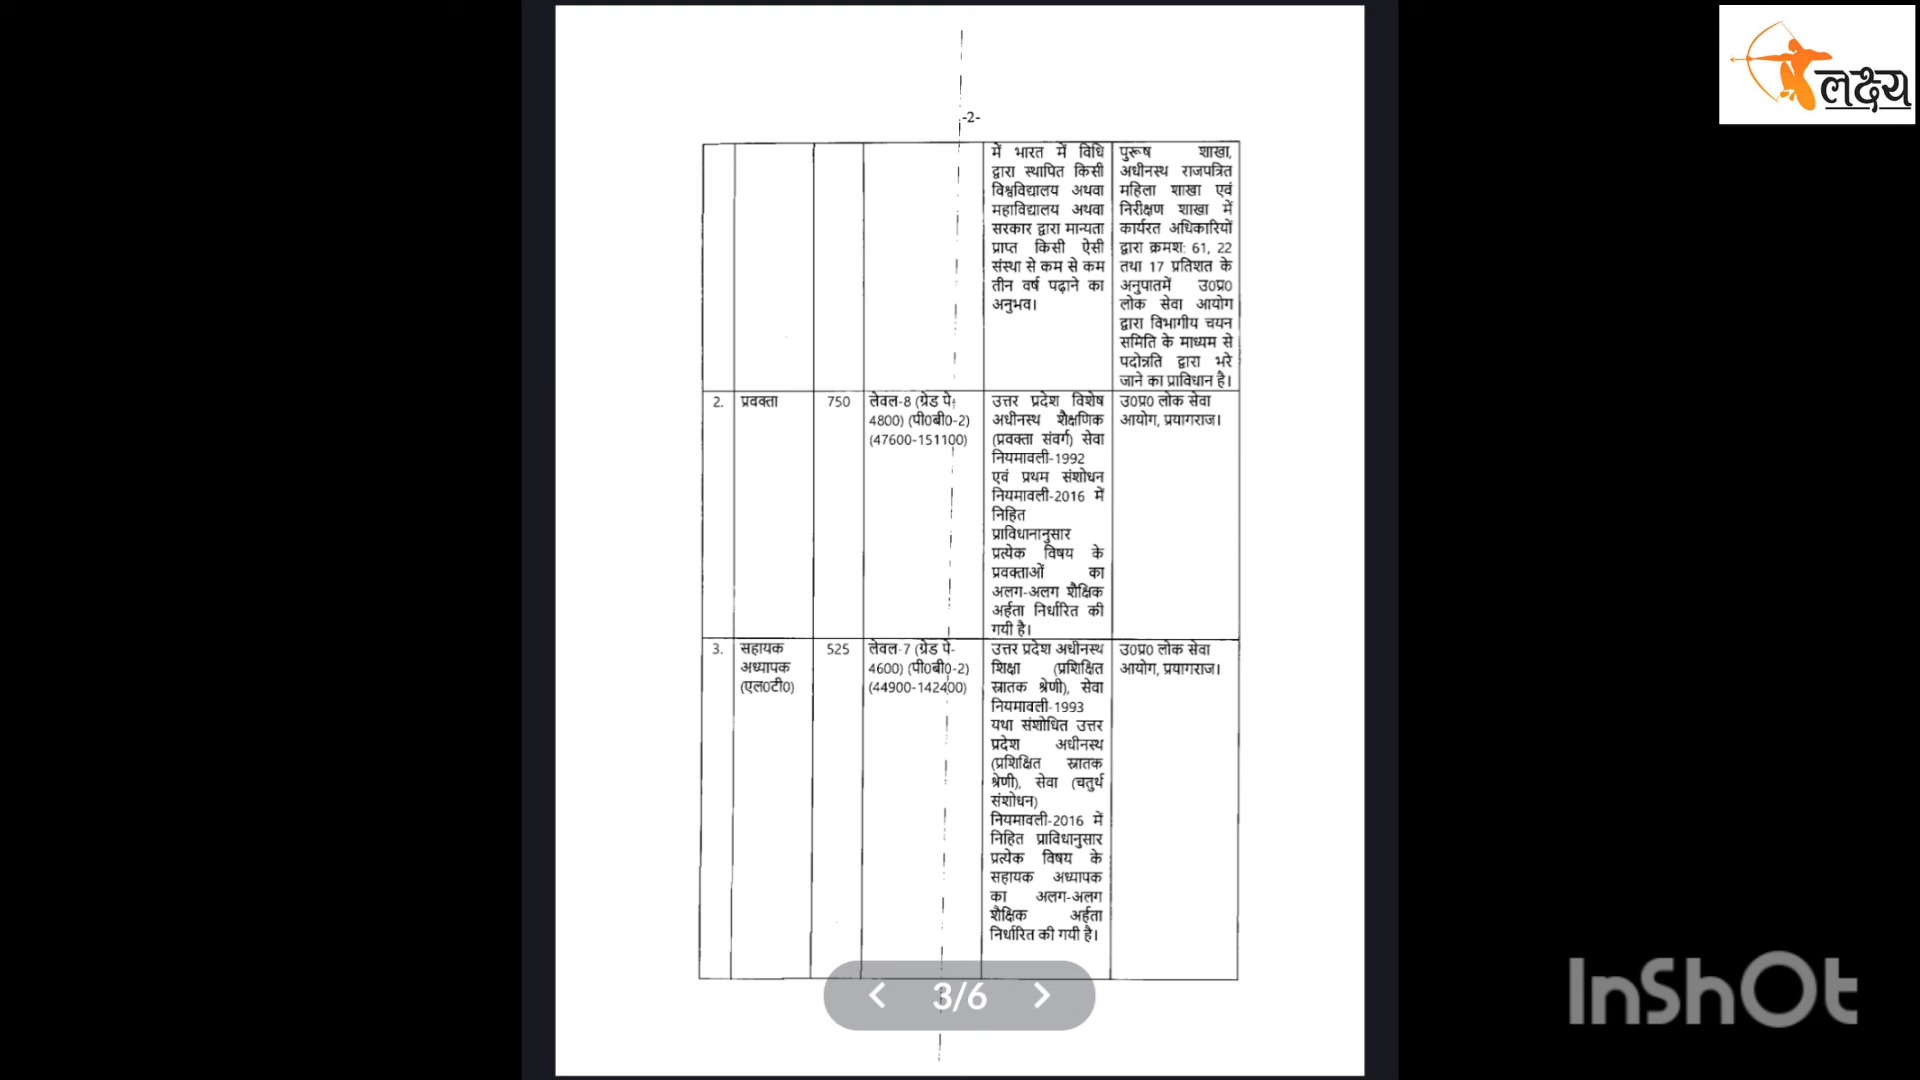 लक्ष्य
-2-
में भारत में विधि
द्वारा स्थापित किसी
विश्वविद्यालय अथवा
महाविद्यालय अथवा
सरकार द्वारा मान्यता
प्राप्त किसी ऐसी
संस्था से कम से कम
तीन वर्ष पढ़ाने का
अनुभव।
पुरूष शाखा,
अधीनस्थ राजपत्रित
महिला शाखा एवं
निरीक्षण शाखा में
कार्यरत अधिकारियों
द्वारा क्रमश: 61, 22
तथा 17 प्रतिशत के
अनुपातमें उ0प्र0
लोक सेवा आयोग
द्वारा विभागीय चयन
समिति के माध्यम से
पदोन्नति द्वारा भरे
जाने का प्राविधान है।
2.
प्रवक्ता
750
लेवल-8 (ग्रेड पे-
4800) (पी0बी0-2)
(47600-151100)
उत्तर प्रदेश विशेष
अधीनस्थ शैक्षणिक
(प्रवक्ता संवर्ग) सेवा
नियमावली-1992
एवं प्रथम संशोधन
नियमावली-2016 में
निहित
प्राविधानानुसार
प्रत्येक विषय के
प्रवक्ताओं का
अलग-अलग शैक्षिक
अर्हता निर्धारित की
गयी है।
उ0प्र0 लोक सेवा
आयोग, प्रयागराज।
3.
सहायक
अध्यापक
(एल0टी0)
525
लेवल-7 (ग्रेड पे-
4600) (पी0बी0-2)
(44900-142400)
उत्तर प्रदेश अधीनस्थ
शिक्षा (प्रशिक्षित
स्नातक श्रेणी), सेवा
नियमावली-1993
यथा संशोधित उत्तर
प्रदेश अधीनस्थ
(प्रशिक्षित स्नातक
श्रेणी), सेवा (चतुर्थ
संशोधन)
नियमावली-2016 में
निहित प्राविधानुसार
प्रत्येक विषय के
सहायक अध्यापक
का अलग-अलग
शैक्षिक अर्हता
निर्धारित की गयी है।
उ0प्र0 लोक सेवा
आयोग, प्रयागराज।
3/6
InShOt